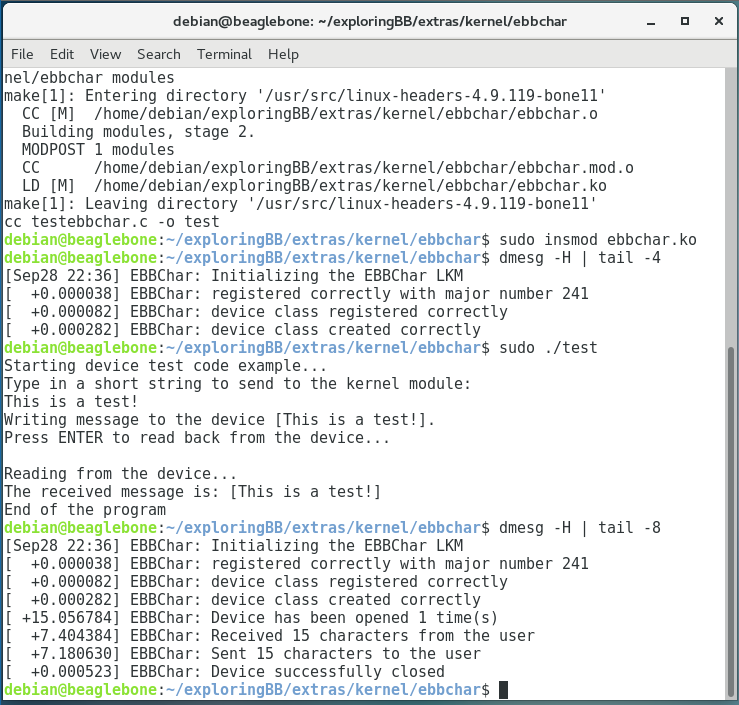 debian@beaglebone: ~/exploringBB/extras/kernel/ebbchar
File Edit View Search Terminal Help
nel/ebbchar modules
make[1]: Entering directory '/usr/src/linux-headers-4.9.119-bone11'
  CC [M]  /home/debian/exploringBB/extras/kernel/ebbchar/ebbchar.o
  Building modules, stage 2.
  MODPOST 1 modules
  CC      /home/debian/exploringBB/extras/kernel/ebbchar/ebbchar.mod.o
  LD [M]  /home/debian/exploringBB/extras/kernel/ebbchar/ebbchar.ko
make[1]: Leaving directory '/usr/src/linux-headers-4.9.119-bone11'
cc testebbchar.c -o test
debian@beaglebone:~/exploringBB/extras/kernel/ebbchar$ sudo insmod ebbchar.ko
debian@beaglebone:~/exploringBB/extras/kernel/ebbchar$ dmesg -H | tail -4
[Sep28 22:36] EBBChar: Initializing the EBBChar LKM
[  +0.000038] EBBChar: registered correctly with major number 241
[  +0.000082] EBBChar: device class registered correctly
[  +0.000282] EBBChar: device class created correctly
debian@beaglebone:~/exploringBB/extras/kernel/ebbchar$ sudo ./test
Starting device test code example...
Type in a short string to send to the kernel module:
This is a test!
Writing message to the device [This is a test!].
Press ENTER to read back from the device...

Reading from the device...
The received message is: [This is a test!]
End of the program
debian@beaglebone:~/exploringBB/extras/kernel/ebbchar$ dmesg -H | tail -8
[Sep28 22:36] EBBChar: Initializing the EBBChar LKM
[  +0.000038] EBBChar: registered correctly with major number 241
[  +0.000082] EBBChar: device class registered correctly
[  +0.000282] EBBChar: device class created correctly
[ +15.056784] EBBChar: Device has been opened 1 time(s)
[  +7.404384] EBBChar: Received 15 characters from the user
[  +7.180630] EBBChar: Sent 15 characters to the user
[  +0.000523] EBBChar: Device successfully closed
debian@beaglebone:~/exploringBB/extras/kernel/ebbchar$